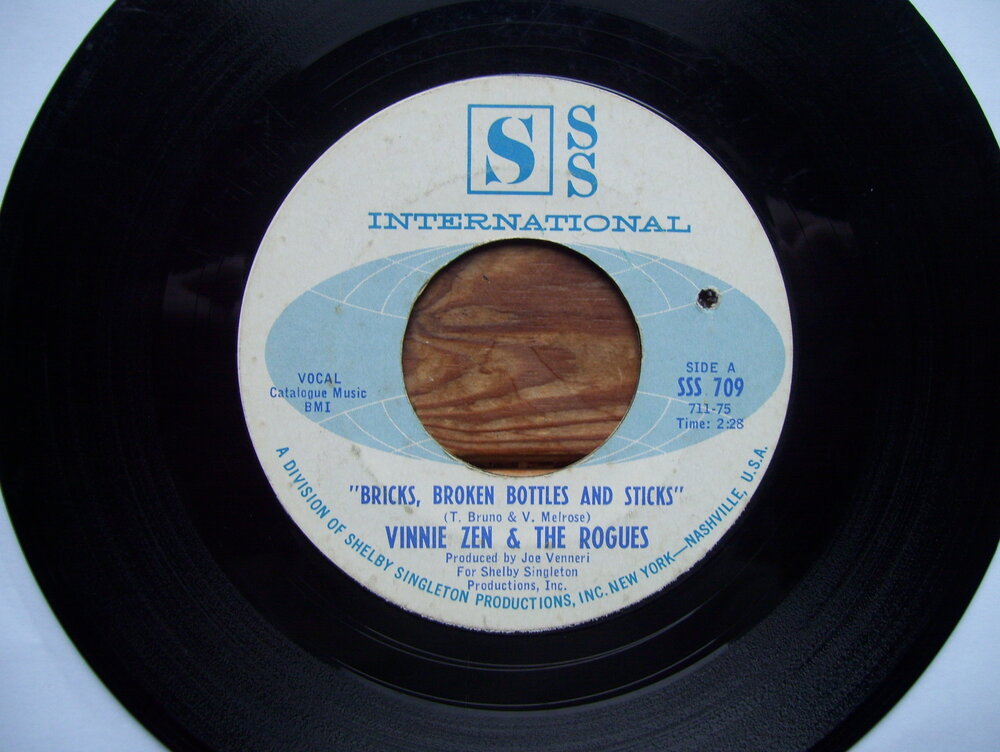 S S S
INTERNATIONAL
VOCAL
Catalogue Music
BMI
SIDE A
SSS 709
711-75
Time: 2:28
"BRICKS, BROKEN BOTTLES AND STICKS"
(T. Bruno & V. Melrose)
VINNIE ZEN & THE ROGUES
Produced by Joe Venneri
For Shelby Singleton
Productions, Inc.
A DIVISION OF SHELBY SINGLETON PRODUCTIONS, INC. NEW YORK—NASHVILLE, U.S.A.